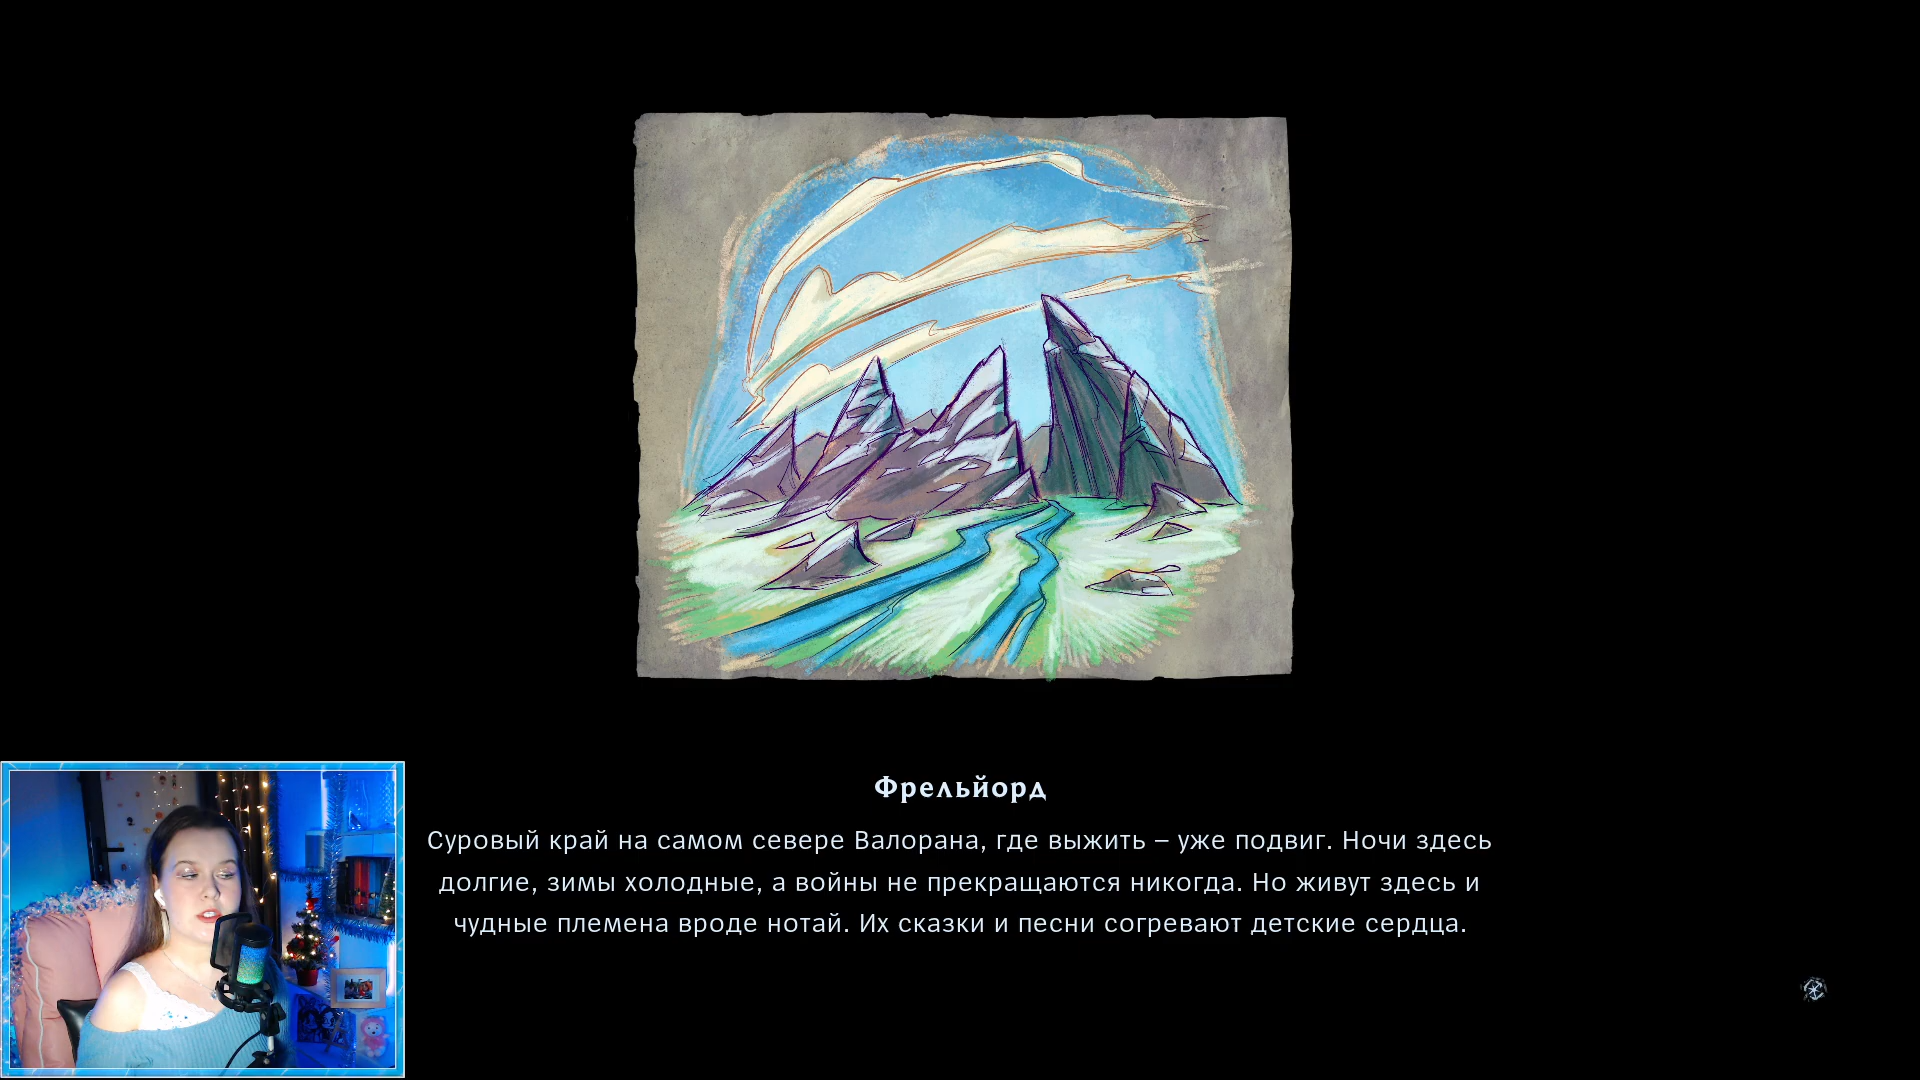 Фрельйорд
Суровый край на самом севере Валорана, где выжить – уже подвиг. Ночи здесь
долгие, зимы холодные, а войны не прекращаются никогда. Но живут здесь и
чудные племена вроде нотай. Их сказки и песни согревают детские сердца.